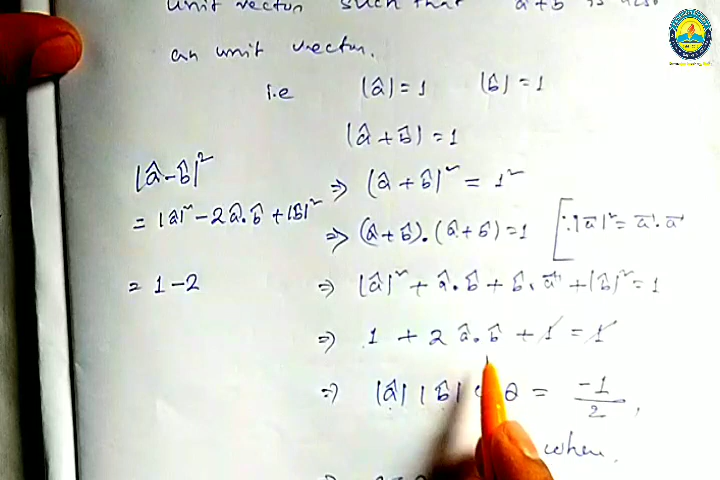 unit vector such that â+b̂ is also
an unit vector.
i.e |â|=1 |b̂|=1
|â+b̂|=1
|â-b̂|²
⇒ |â+b̂|² = 1²
= |â|² - 2â.b̂ + |b̂|²
⇒ (â+b̂).(â+b̂)=1 [∵|a⃗|² = a⃗.a⃗
= 1-2
⇒ |â|² + â.b̂ + b̂.a⃗ + |b̂|² = 1
⇒ 1 + 2 â.b̂ + 1 = 1
⇒ |â| |b̂| θ = -1/2,
when